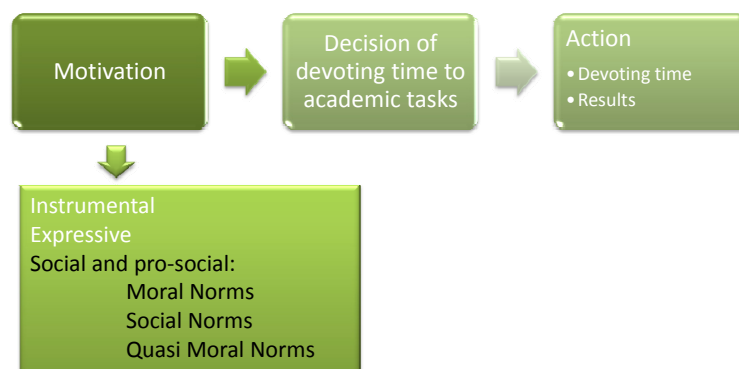 Motivation
Decision of
devoting time to
academic tasks
Action
• Devoting time
• Results
Instrumental
Expressive
Social and pro-social:
Moral Norms
Social Norms
Quasi Moral Norms